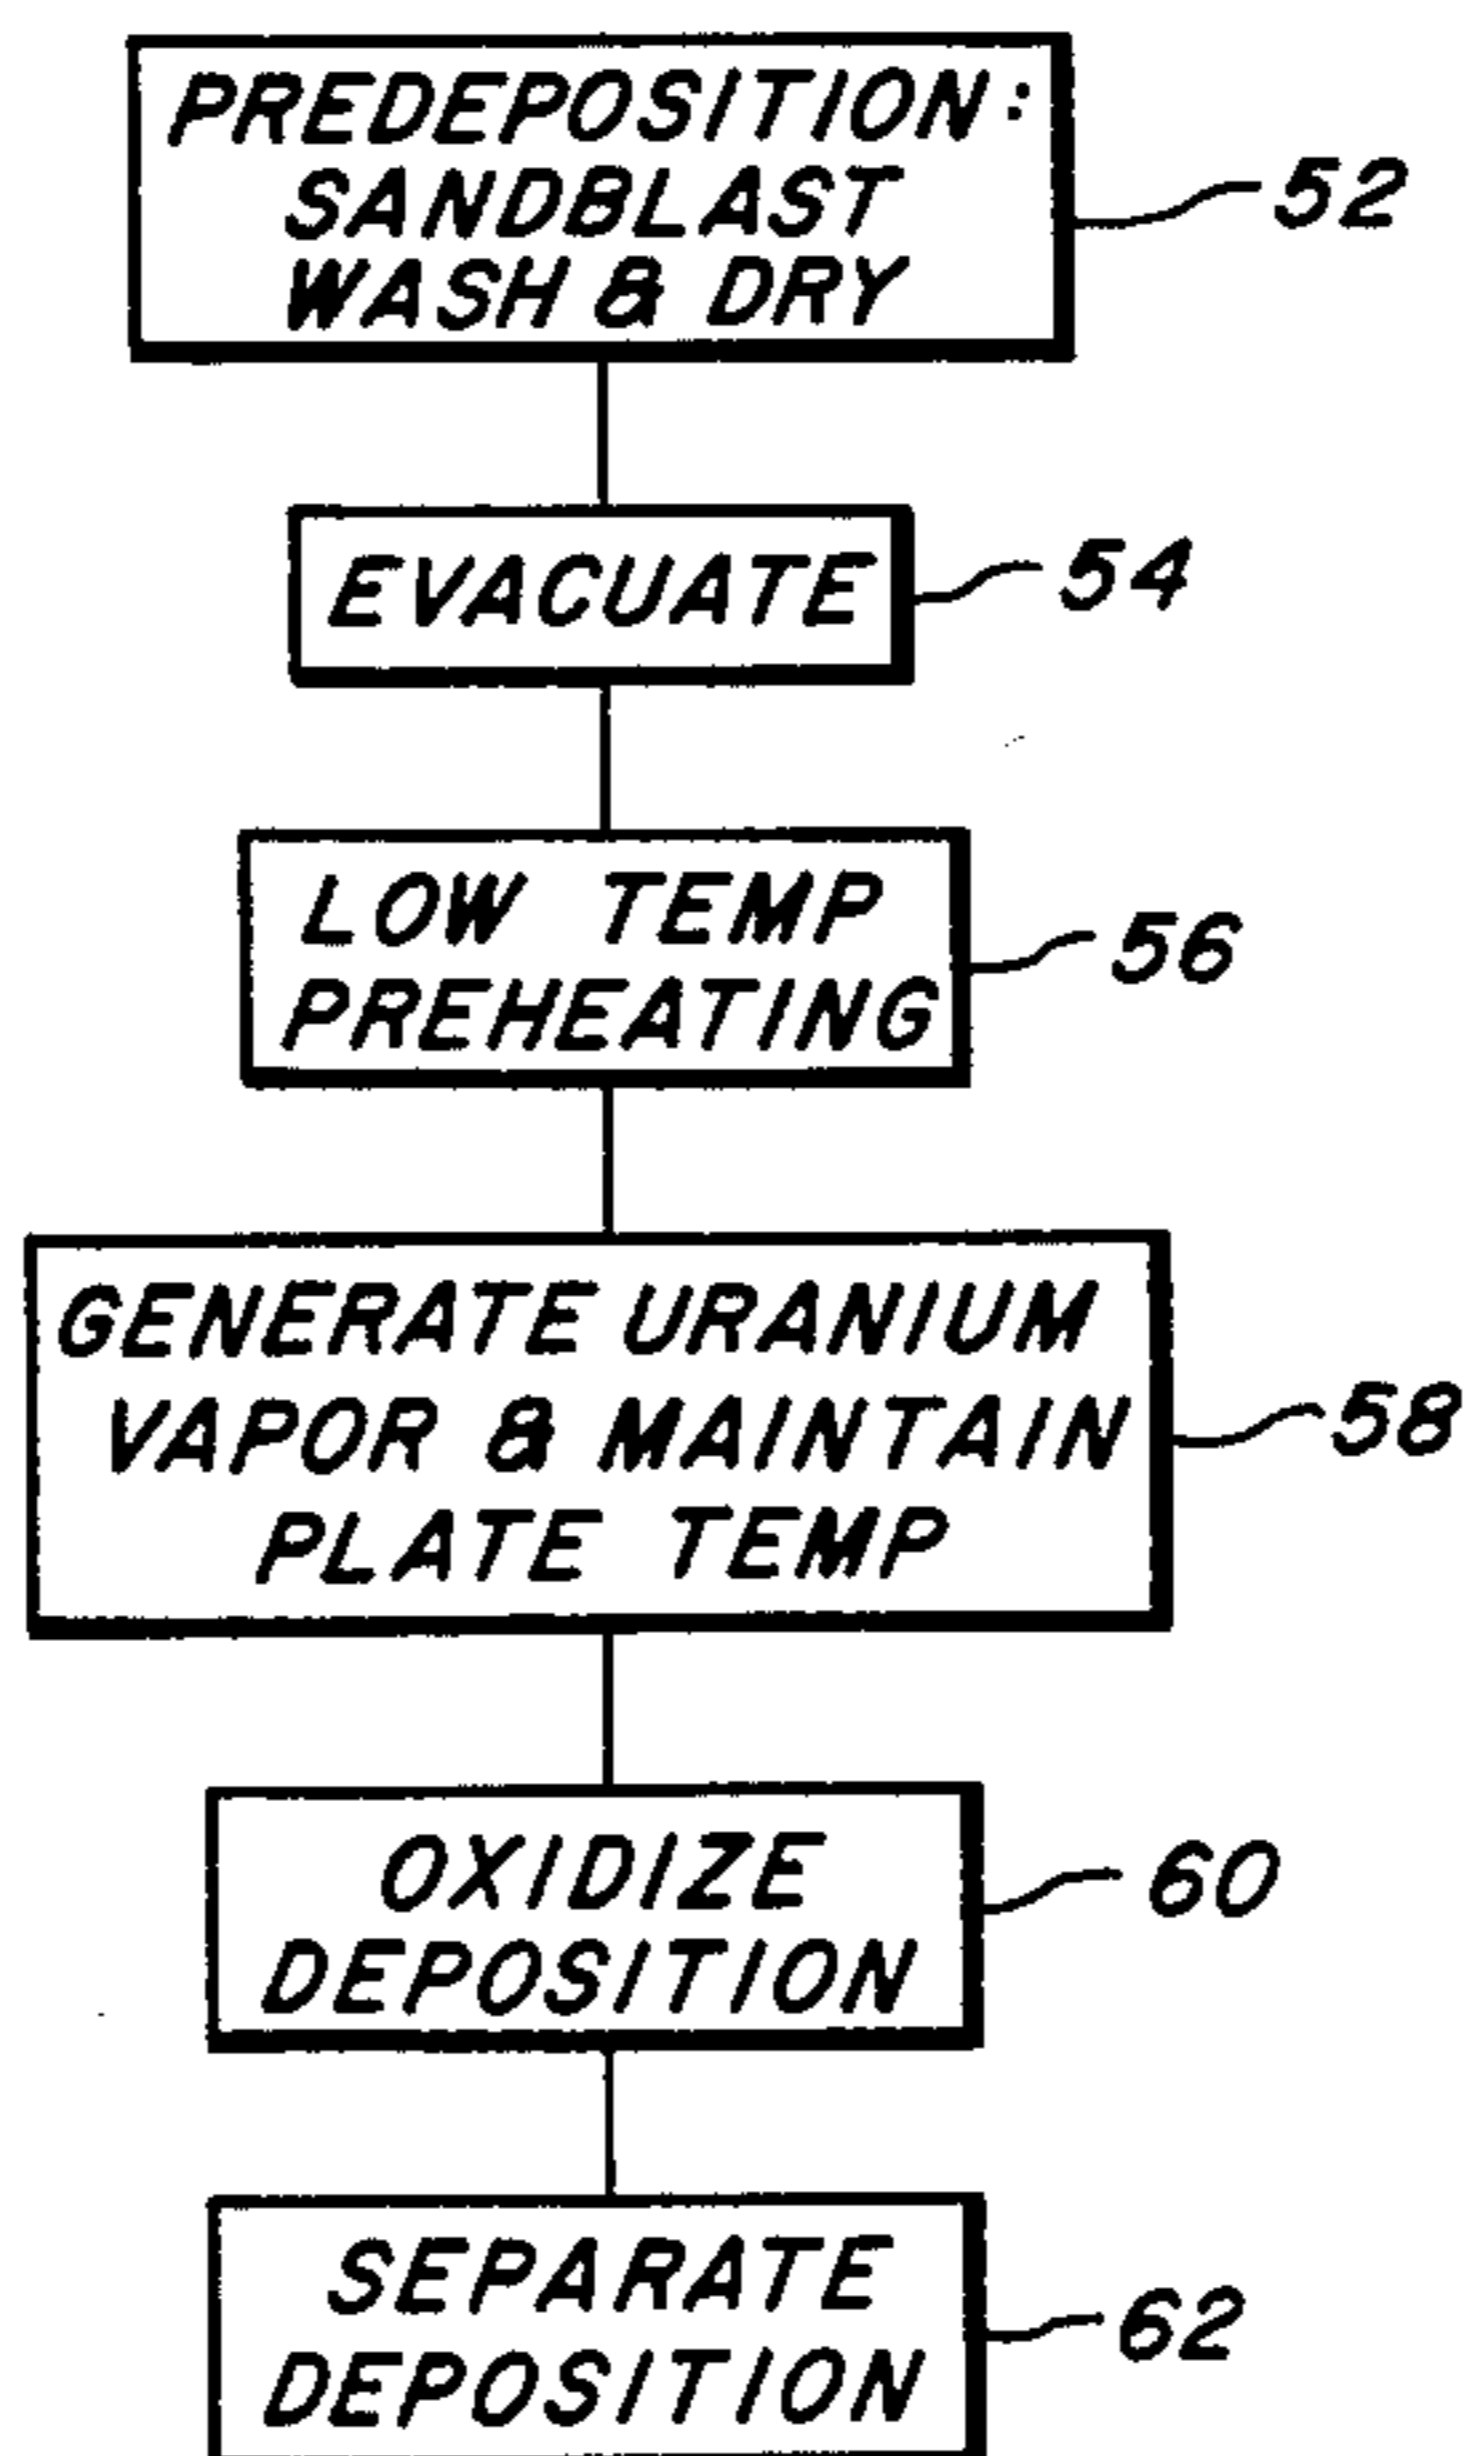 PREDEPOSITION:
SANDBLAST
WASH & DRY
52
EVACUATE
54
LOW TEMP
PREHEATING
56
GENERATE URANIUM
VAPOR & MAINTAIN
PLATE TEMP
58
OXIDIZE
DEPOSITION
60
SEPARATE
DEPOSITION
62